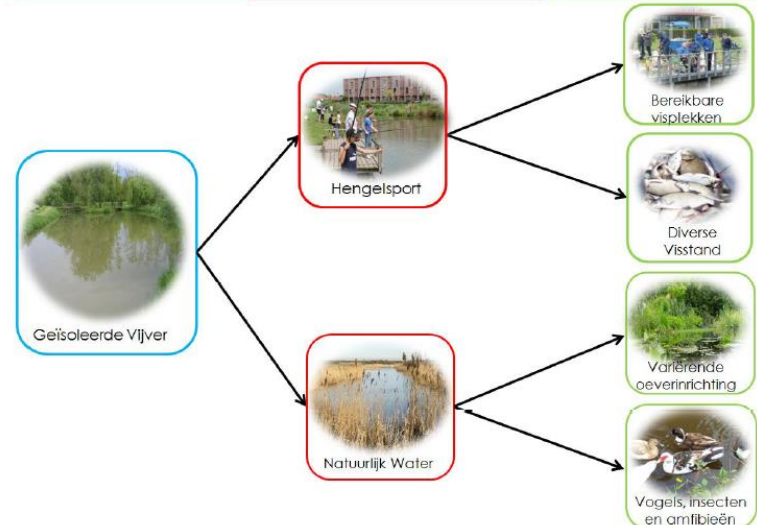 Geïsoleerde Vijver
Hengelsport
Natuurlijk Water
Bereikbare
visplekken
Diverse
Visstand
Variërende
oeverinrichting
Vogels, insecten
en amfibieën